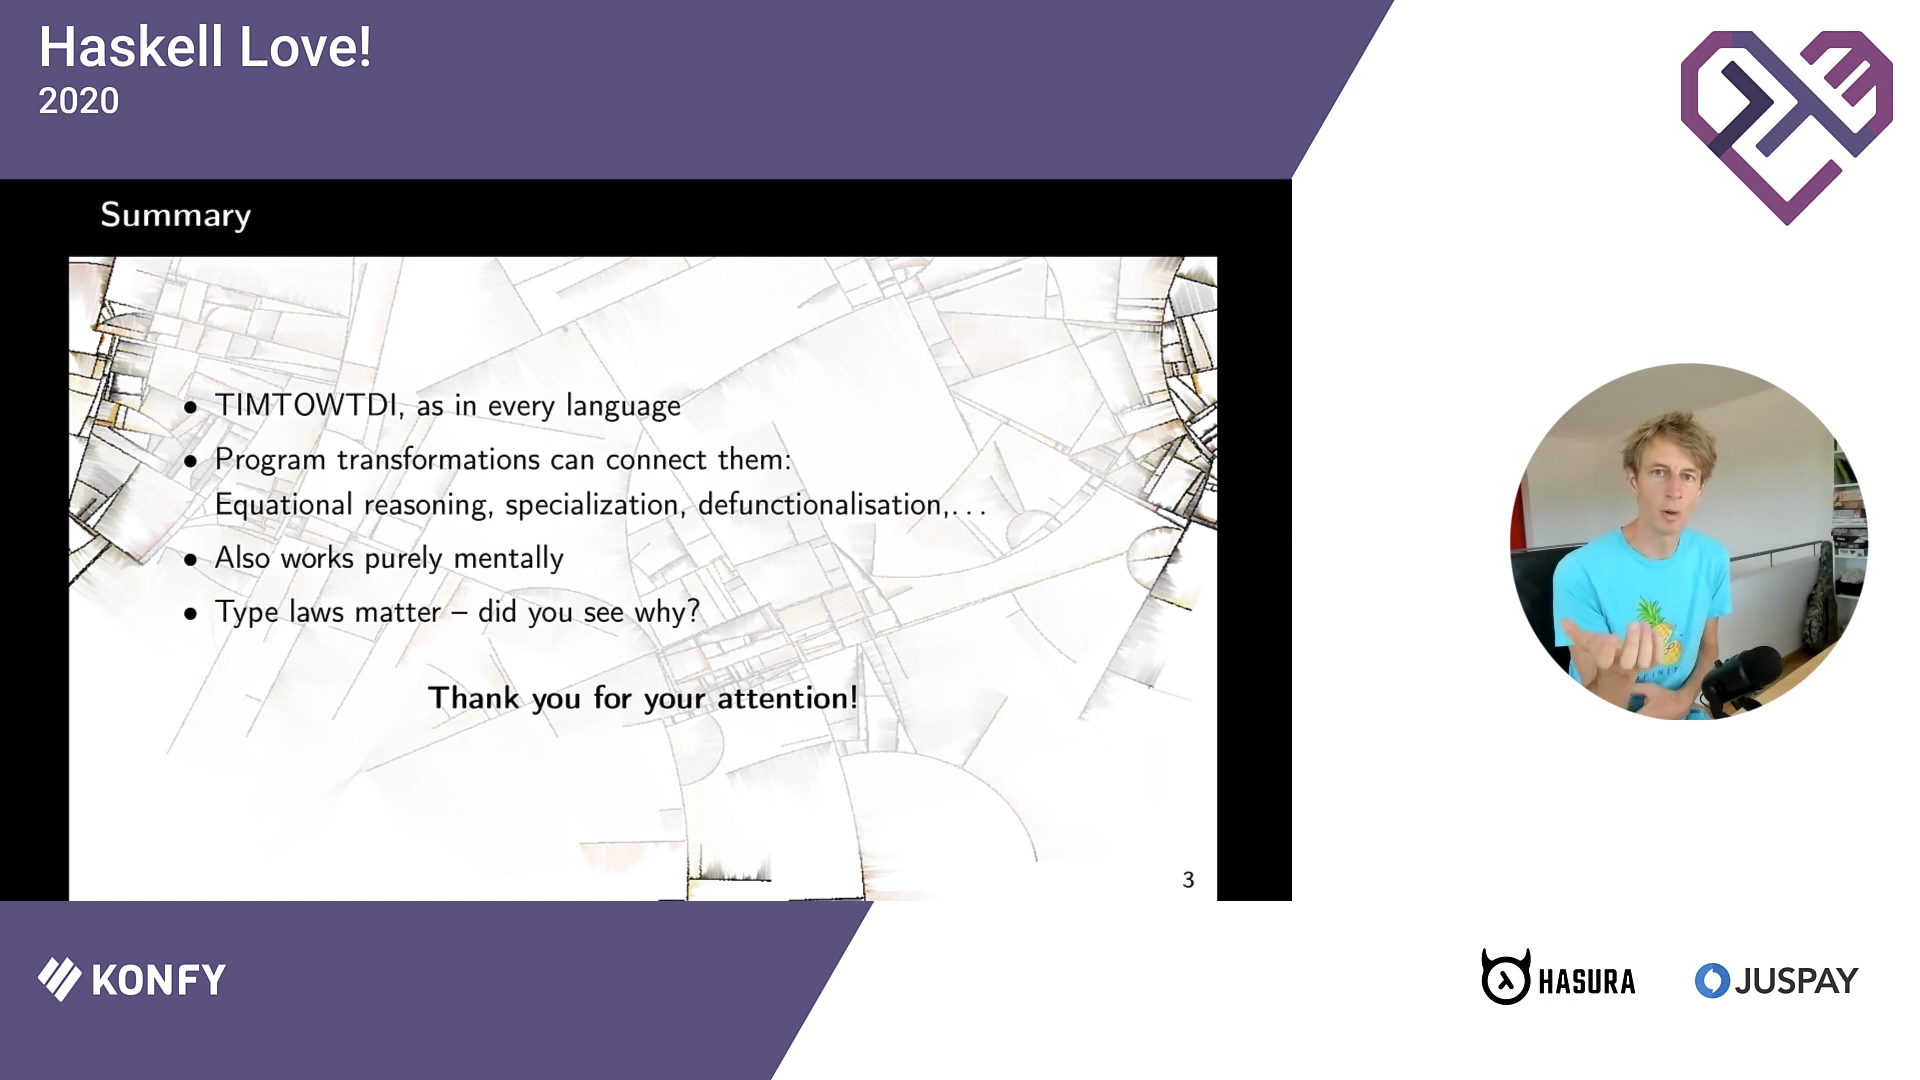 Haskell Love!
2020
Summary
• TIMTOWTDI, as in every language
• Program transformations can connect them:
Equational reasoning, specialization, defunctionalisation,. . .
• Also works purely mentally
• Type laws matter – did you see why?
Thank you for your attention!
3
KONFY
HASURA
JUSPAY